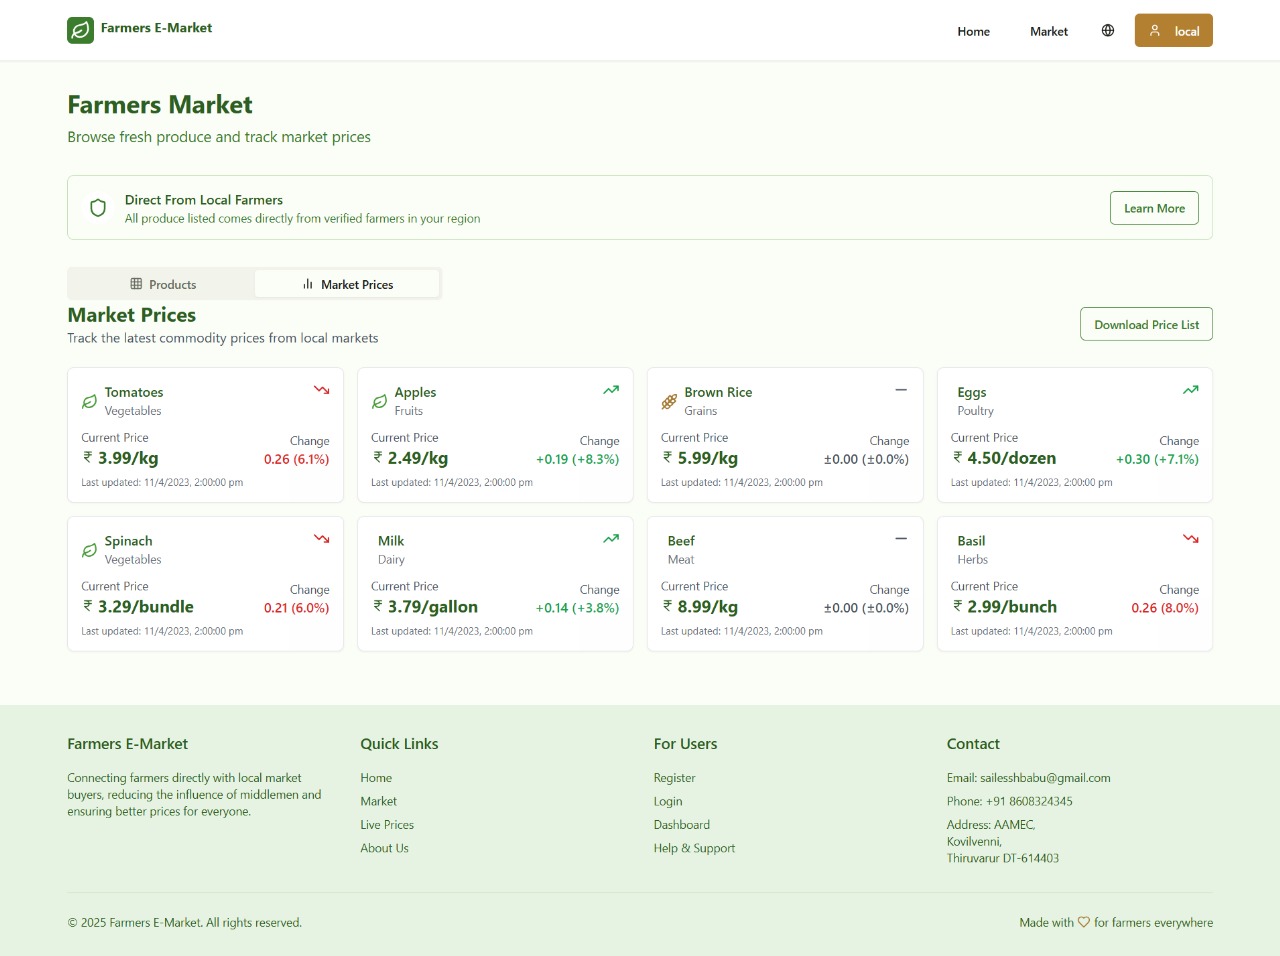 Farmers E-Market
Home
Market
local
Farmers Market
Browse fresh produce and track market prices
Direct From Local Farmers
All produce listed comes directly from verified farmers in your region
Learn More
Products
Market Prices
Market Prices
Track the latest commodity prices from local markets
Download Price List
Tomatoes
Vegetables
Current Price
Change
₹ 3.99/kg
0.26 (6.1%)
Last updated: 11/4/2023, 2:00:00 pm
Apples
Fruits
Current Price
Change
₹ 2.49/kg
+0.19 (+8.3%)
Last updated: 11/4/2023, 2:00:00 pm
Brown Rice
Grains
Current Price
Change
₹ 5.99/kg
±0.00 (±0.0%)
Last updated: 11/4/2023, 2:00:00 pm
Eggs
Poultry
Current Price
Change
₹ 4.50/dozen
+0.30 (+7.1%)
Last updated: 11/4/2023, 2:00:00 pm
Spinach
Vegetables
Current Price
Change
₹ 3.29/bundle
0.21 (6.0%)
Last updated: 11/4/2023, 2:00:00 pm
Milk
Dairy
Current Price
Change
₹ 3.79/gallon
+0.14 (+3.8%)
Last updated: 11/4/2023, 2:00:00 pm
Beef
Meat
Current Price
Change
₹ 8.99/kg
±0.00 (±0.0%)
Last updated: 11/4/2023, 2:00:00 pm
Basil
Herbs
Current Price
Change
₹ 2.99/bunch
0.26 (8.0%)
Last updated: 11/4/2023, 2:00:00 pm
Farmers E-Market
Connecting farmers directly with local market
buyers, reducing the influence of middlemen and
ensuring better prices for everyone.
Quick Links
Home
Market
Live Prices
About Us
For Users
Register
Login
Dashboard
Help & Support
Contact
Email: sailesshbabu@gmail.com
Phone: +91 8608324345
Address: AAMEC,
Kovilvenni,
Thiruvarur DT-614403
© 2025 Farmers E-Market. All rights reserved.
Made with ♡ for farmers everywhere